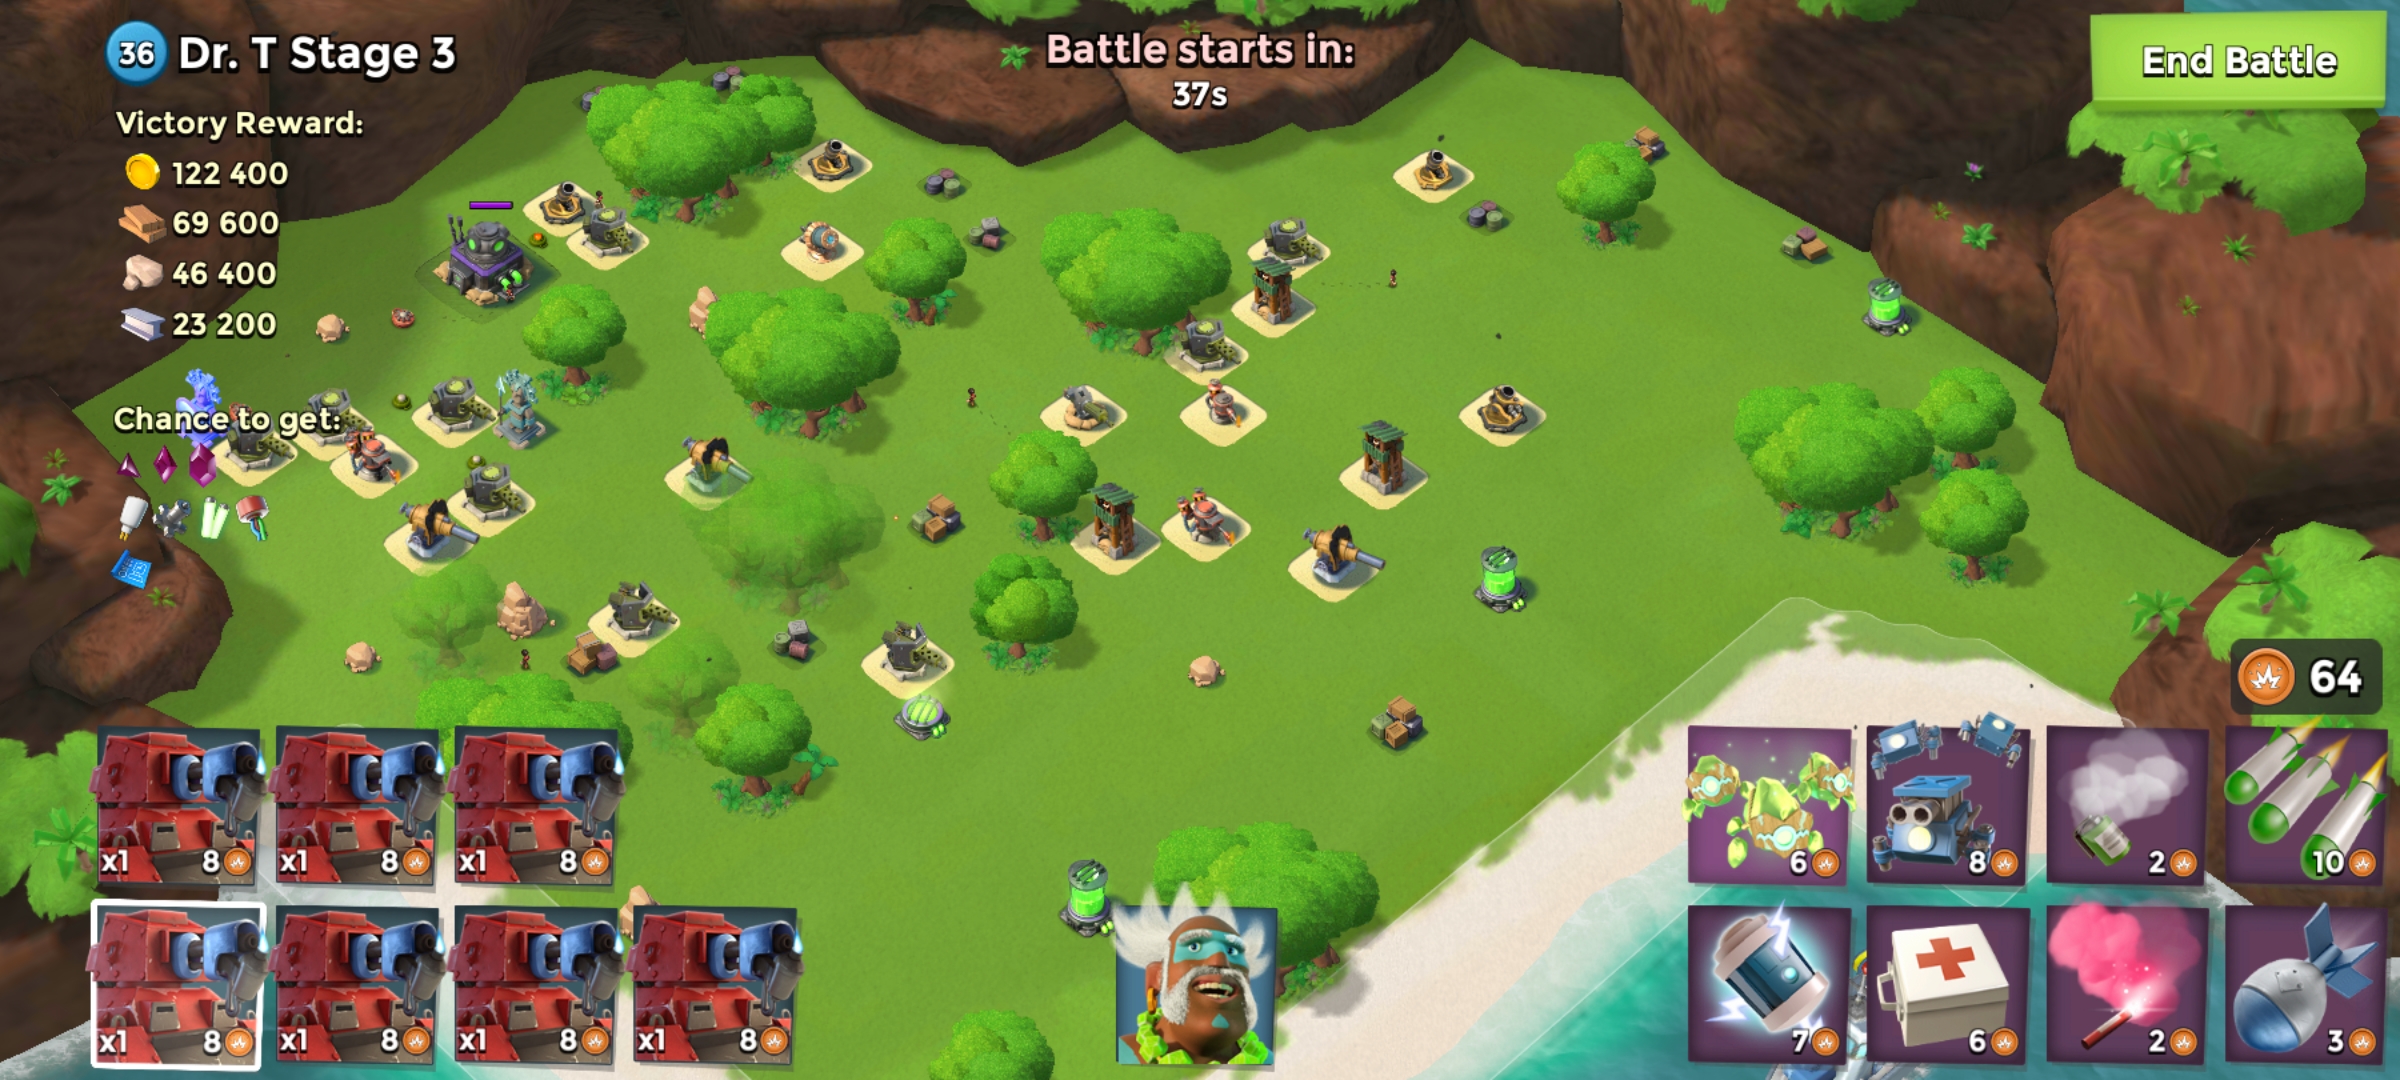 36 Dr. T Stage 3
Victory Reward:
122 400
69 600
46 400
23 200
Chance to get:
Battle starts in:
37s
End Battle
64
x1 8
x1 8
x1 8
6
8
2
10
x1 8
x1 8
x1 8
x1 8
7
6
2
3